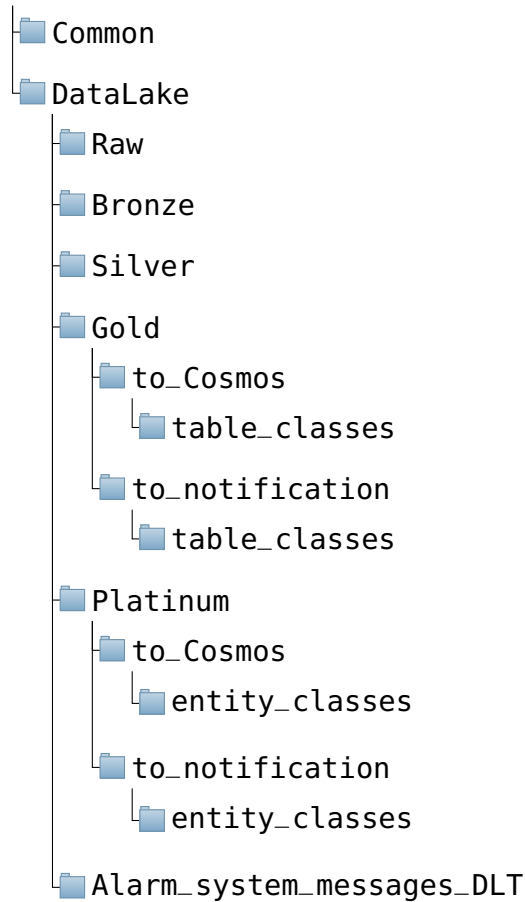 Common
DataLake
Raw
Bronze
Silver
Gold
to_Cosmos
table_classes
to_notification
table_classes
Platinum
to_Cosmos
entity_classes
to_notification
entity_classes
Alarm_system_messages_DLT